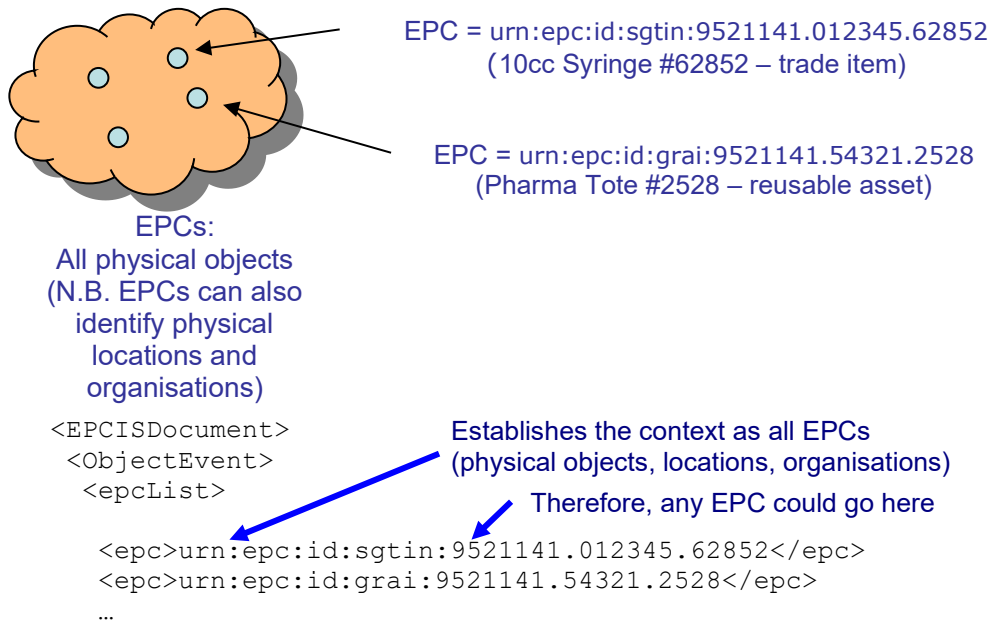 EPC = urn:epc:id:sgtin:9521141.012345.62852
(10cc Syringe #62852 – trade item)
EPC = urn:epc:id:grai:9521141.54321.2528
(Pharma Tote #2528 – reusable asset)
EPCs:
All physical objects
(N.B. EPCs can also
identify physical
locations and
organisations)
<EPCISDocument>
<ObjectEvent>
<epcList>
Establishes the context as all EPCs
(physical objects, locations, organisations)
Therefore, any EPC could go here
<epc>urn:epc:id:sgtin:9521141.012345.62852</epc>
<epc>urn:epc:id:grai:9521141.54321.2528</epc>
…